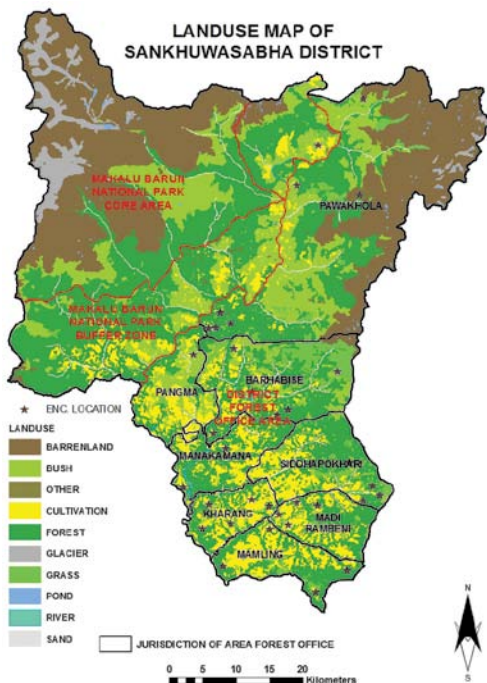 LANDUSE MAP OF
SANKHUWASABHA DISTRICT
MAKALU BARUN
NATIONAL PARK
CORE AREA
PAWAKHOLA
MAKALU BARUN
NATIONAL PARK
BUFFER ZONE
BARHABISE
PANGMA
DISTRICT
FOREST
OFFICE AREA
MANAKAMANA
SIDDHAPOKHARI
KHARANG
MADI
RAMBENI
MAMLING
ENC. LOCATION
LANDUSE
BARRENLAND
BUSH
OTHER
CULTIVATION
FOREST
GLACIER
GRASS
POND
RIVER
SAND
JURISDICTION OF AREA FOREST OFFICE
0 5 10 20
Kilometers
N
S